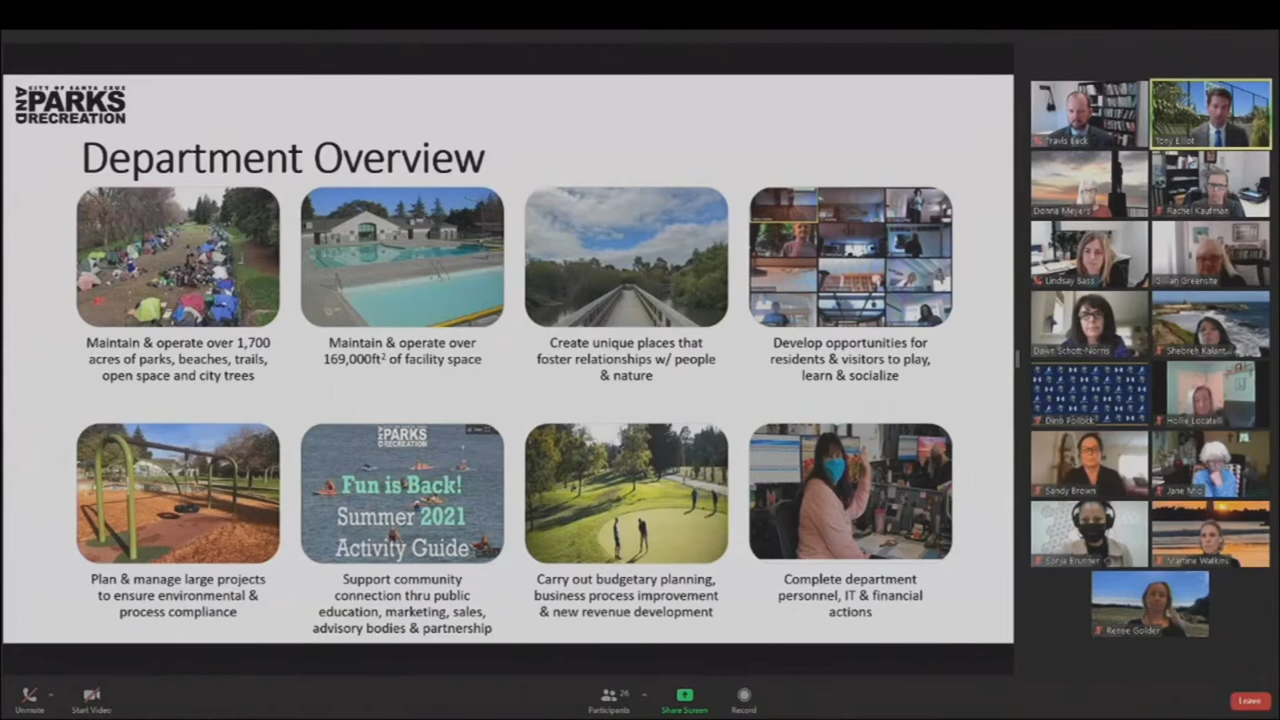 CITY OF SANTA CRUZ
AND PARKS
RECREATION
Department Overview
Maintain & operate over 1,700
acres of parks, beaches, trails,
open space and city trees
Maintain & operate over
169,000ft² of facility space
Create unique places that
foster relationships w/ people
& nature
Develop opportunities for
residents & visitors to play,
learn & socialize
PARKS
RECREATION
Fun is Back!
Summer 2021
Activity Guide
Plan & manage large projects
to ensure environmental &
process compliance
Support community
connection thru public
education, marketing, sales,
advisory bodies & partnership
Carry out budgetary planning,
business process improvement
& new revenue development
Complete department
personnel, IT & financial
actions
Travis Beck
Tony Elliot
Donna Meyers
Rachel Kaufman
Lindsay Bass
Gillian Greensite
Dawn Schott-Norris
Shebreh Kalant
Dino Pollock
Hollie Locatelli
Sandy Brown
Jane Mio
Sonja Brunner
Martine Watkins
Renee Golder
Unmute
Start Video
26
Participants
Share Screen
Record
Leave